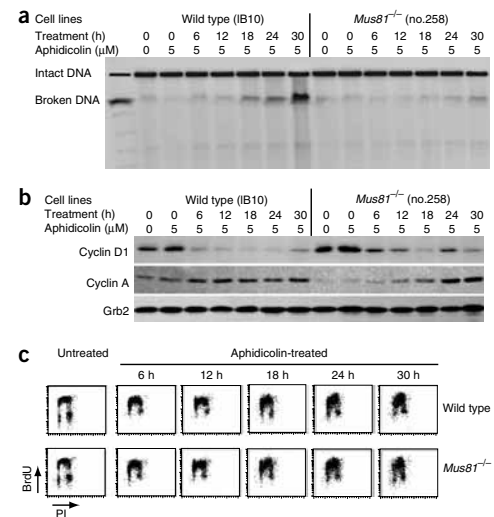 a
Cell lines Wild type (IB10) Mus81−/− (no.258)
Treatment (h) 0 0 6 12 18 24 30 0 0 6 12 18 24 30
Aphidicolin (μM) 0 5 5 5 5 5 5 0 5 5 5 5 5 5
Intact DNA
Broken DNA
b
Cell lines Wild type (IB10) Mus81−/− (no.258)
Treatment (h) 0 0 6 12 18 24 30 0 0 6 12 18 24 30
Aphidicolin (μM) 0 5 5 5 5 5 5 0 5 5 5 5 5 5
Cyclin D1
Cyclin A
Grb2
c
Untreated Aphidicolin-treated
6 h 12 h 18 h 24 h 30 h
Wild type
Mus81−/−
BrdU
PI